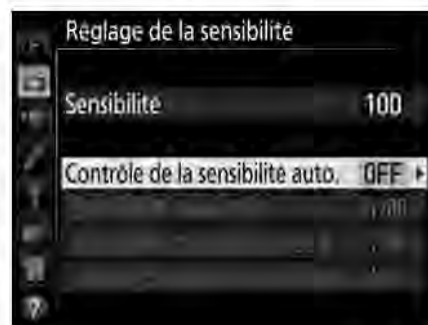 Réglage de la sensibilité
Sensibilité 100
Contrôle de la sensibilité auto. OFF
?